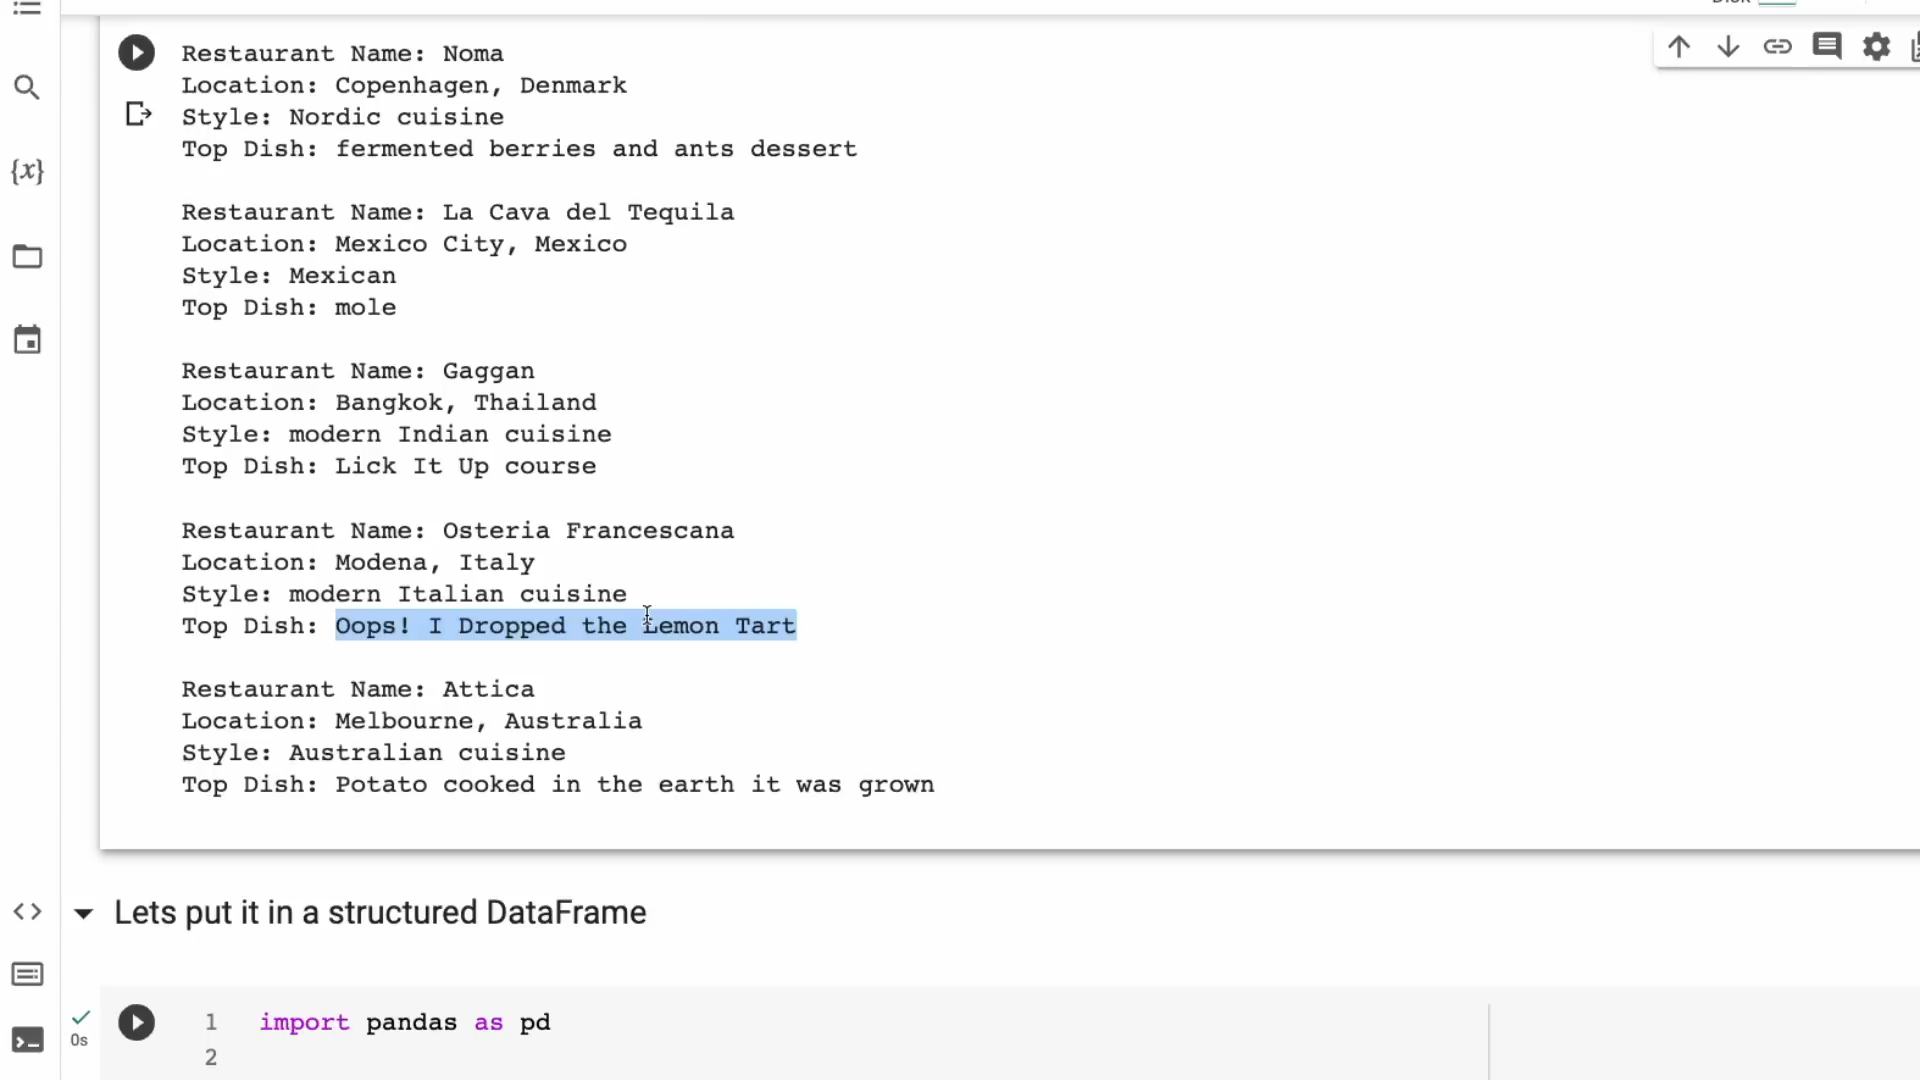 Disk
Restaurant Name: Noma
Location: Copenhagen, Denmark
Style: Nordic cuisine
Top Dish: fermented berries and ants dessert
Restaurant Name: La Cava del Tequila
Location: Mexico City, Mexico
Style: Mexican
Top Dish: mole
Restaurant Name: Gaggan
Location: Bangkok, Thailand
Style: modern Indian cuisine
Top Dish: Lick It Up course
Restaurant Name: Osteria Francescana
Location: Modena, Italy
Style: modern Italian cuisine
Top Dish: Oops! I Dropped the Lemon Tart
Restaurant Name: Attica
Location: Melbourne, Australia
Style: Australian cuisine
Top Dish: Potato cooked in the earth it was grown
Lets put it in a structured DataFrame
1 import pandas as pd
0s
2
{x}